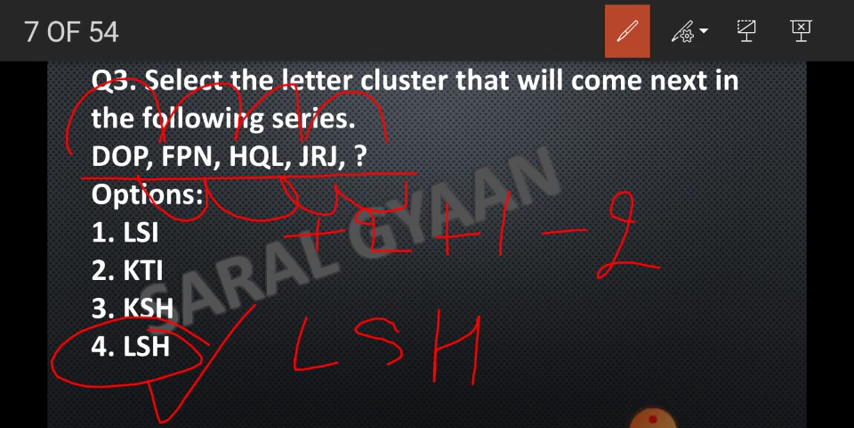 7 OF 54
Q3. Select the letter cluster that will come next in
the following series.
DOP, FPN, HQL, JRJ, ?
Options:
1. LSI
2. KTI
3. KSH
4. LSH
+2 +1 -2
LSH
SARAL GYAAN